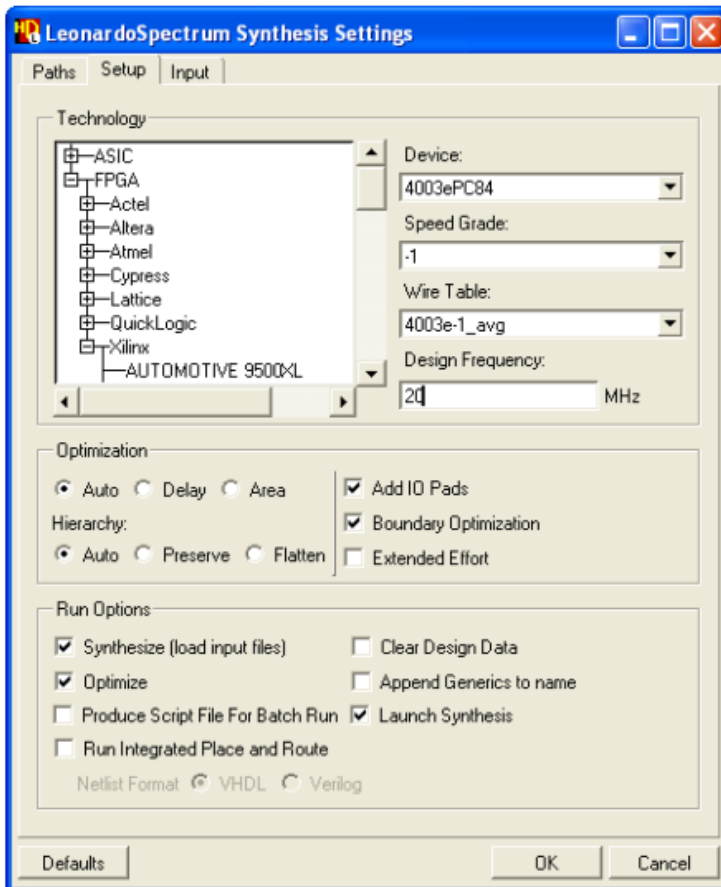 LeonardoSpectrum Synthesis Settings
Paths Setup Input
Technology
ASIC
FPGA
Actel
Altera
Atmel
Cypress
Lattice
QuickLogic
Xilinx
AUTOMOTIVE 9500XL
Device:
4003ePC84
Speed Grade:
-1
Wire Table:
4003e-1_avg
Design Frequency:
20 MHz
Optimization
Auto Delay Area
Hierarchy:
Auto Preserve Flatten
Add IO Pads
Boundary Optimization
Extended Effort
Run Options
Synthesize (load input files) Clear Design Data
Optimize Append Generics to name
Produce Script File For Batch Run Launch Synthesis
Run Integrated Place and Route
Netlist Format VHDL Verilog
Defaults OK Cancel